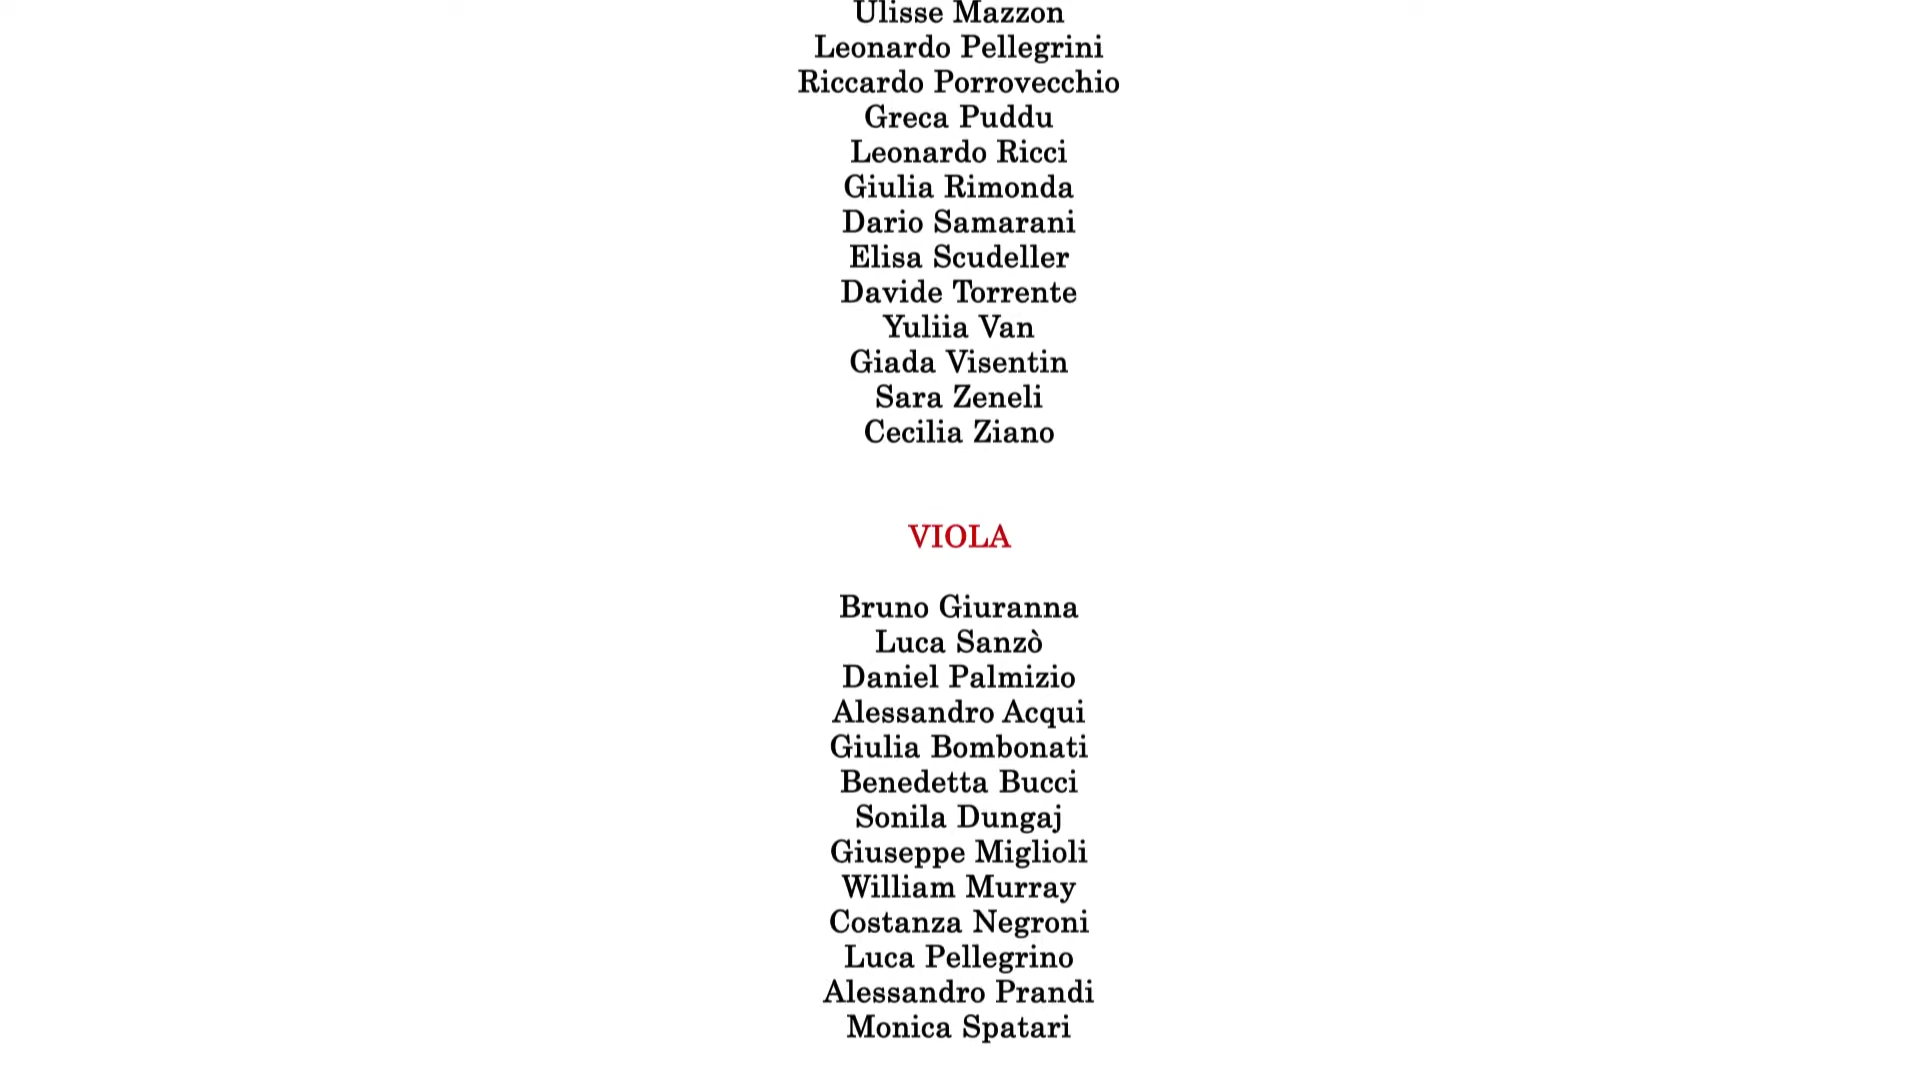 Ulisse Mazzon
Leonardo Pellegrini
Riccardo Porrovecchio
Greca Puddu
Leonardo Ricci
Giulia Rimonda
Dario Samarani
Elisa Scudeller
Davide Torrente
Yuliia Van
Giada Visentin
Sara Zeneli
Cecilia Ziano
VIOLA
Bruno Giuranna
Luca Sanzò
Daniel Palmizio
Alessandro Acqui
Giulia Bombonati
Benedetta Bucci
Sonila Dungaj
Giuseppe Miglioli
William Murray
Costanza Negroni
Luca Pellegrino
Alessandro Prandi
Monica Spatari